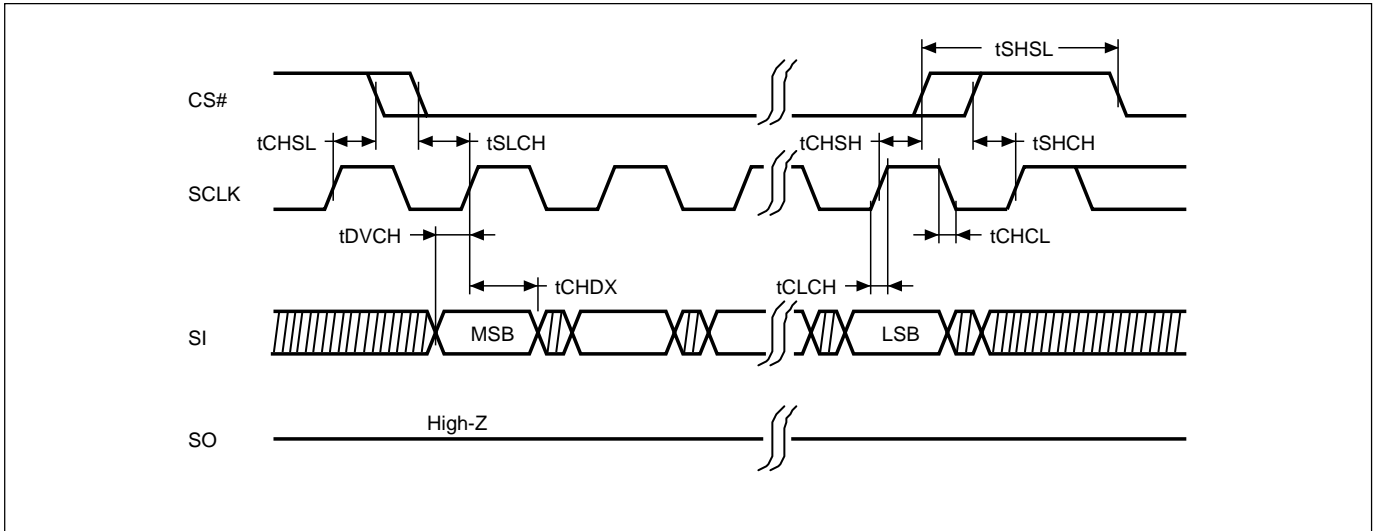 tSHSL
CS#
tCHSL
tSLCH
tCHSH
tSHCH
SCLK
tDVCH
tCHCL
tCHDX
tCLCH
SI
MSB
LSB
High-Z
SO